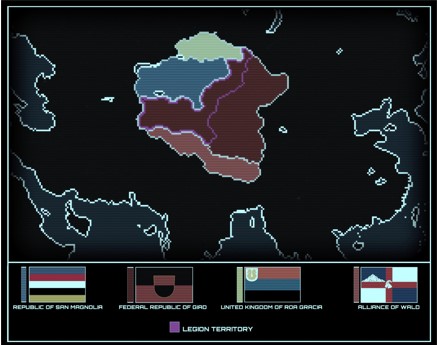 REPUBLIC OF SAN MAGNOLIA
FEDERAL REPUBLIC OF GIAD
UNITED KINGDOM OF ROA GRACIA
ALLIANCE OF WALD
LEGION TERRITORY